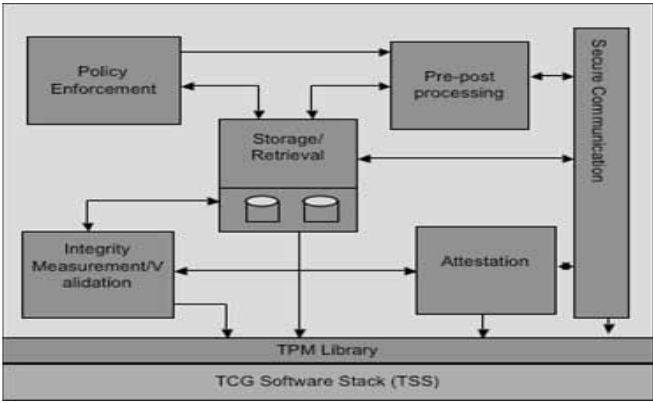 Policy
Enforcement
Pre-post
processing
Secure Communication
Storage/
Retrieval
Integrity
Measurement/V
alidation
Attestation
TPM Library
TCG Software Stack (TSS)